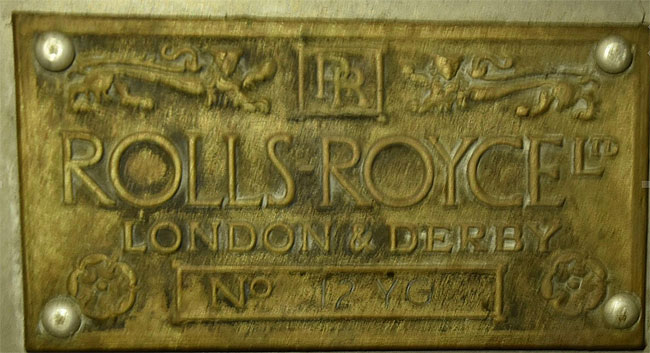 RR
ROLLS-ROYCE LTD
LONDON & DERBY
No 12 YG